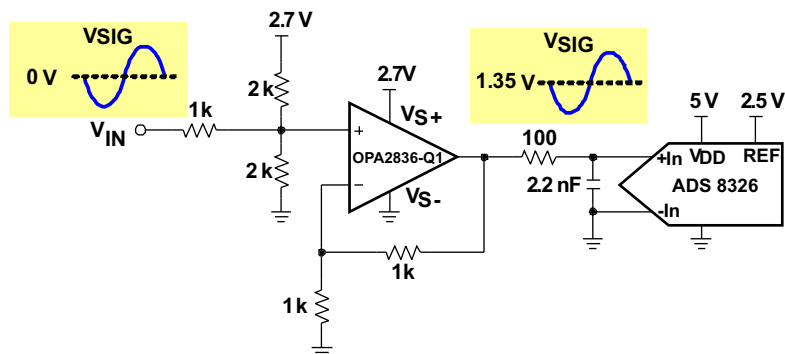 VSIG
0 V
2.7 V
2 k
1k
VIN
2 k
2.7V
VS+
+
OPA2836-Q1
−
VS-
1k
1k
VSIG
1.35 V
100
2.2 nF
5 V
2.5 V
+In
VDD
REF
ADS 8326
-In